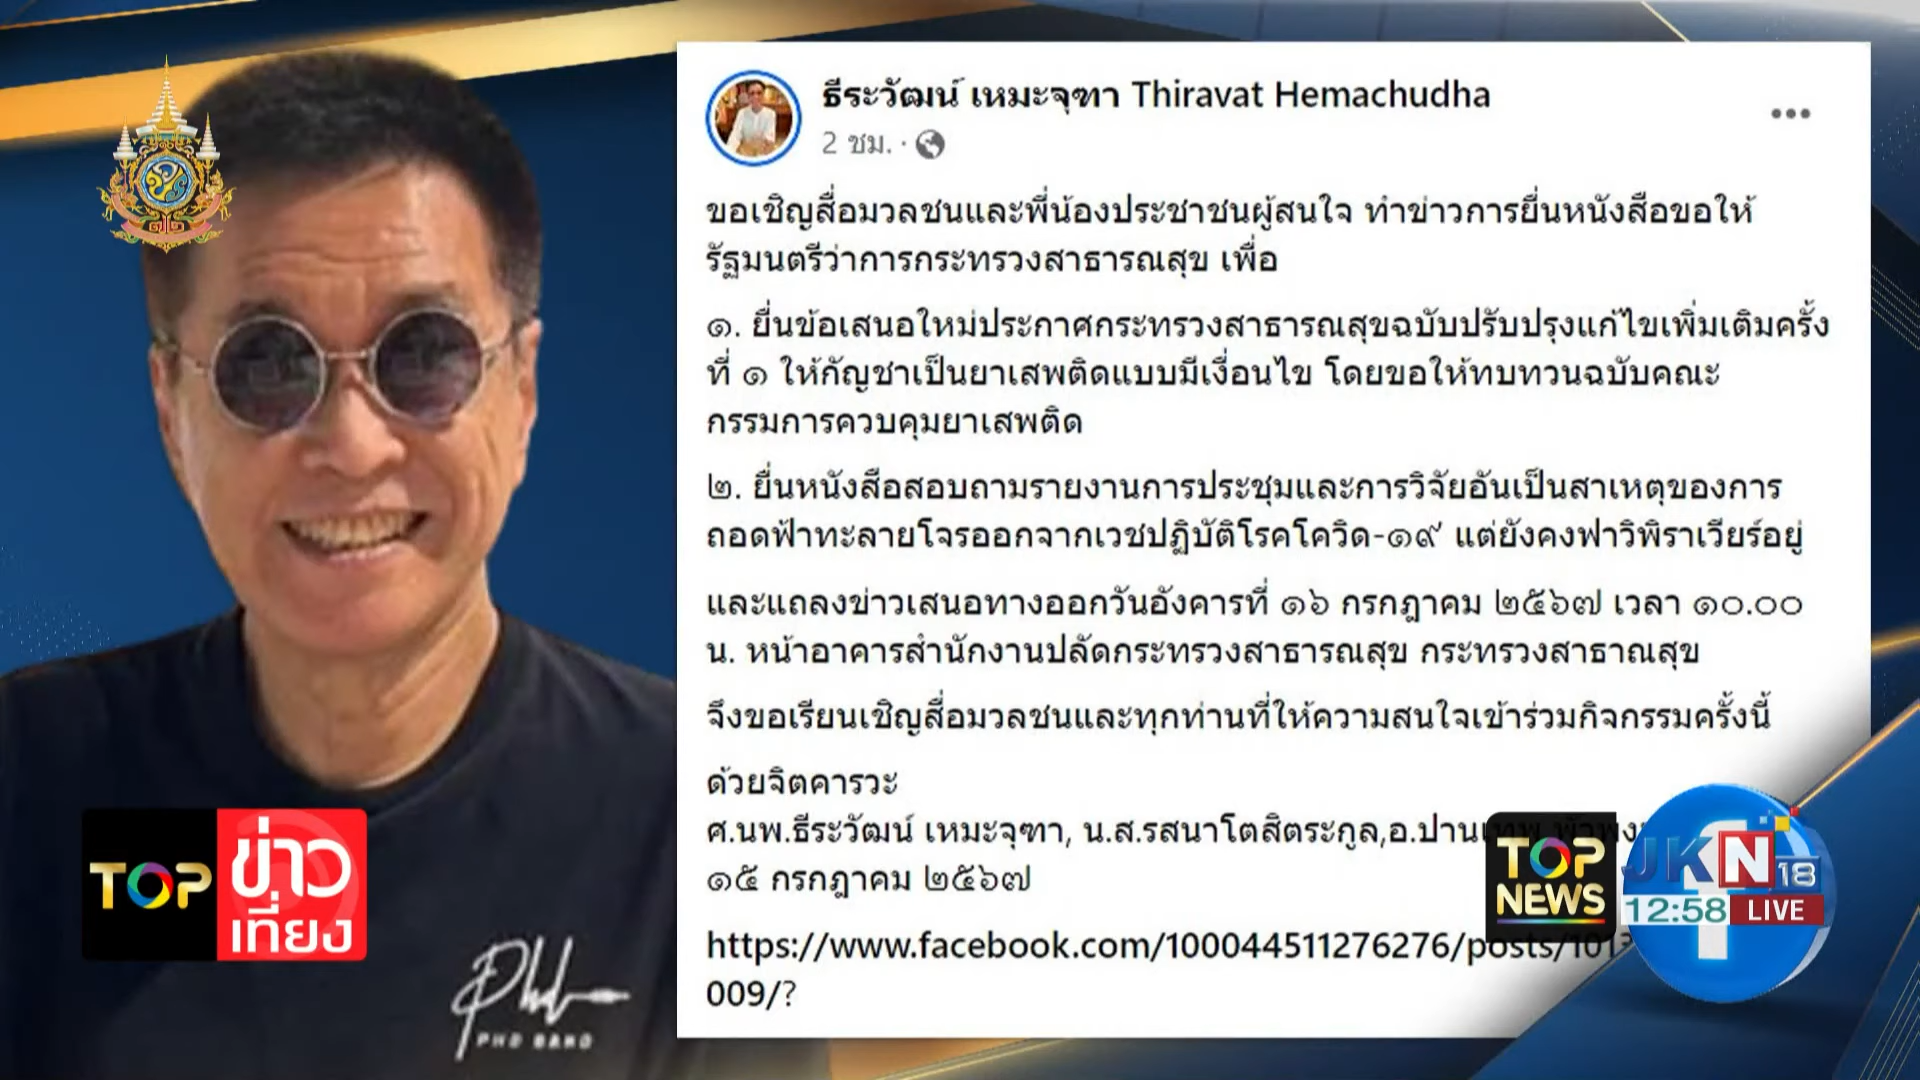 ธีระวัฒน์ เหมะจุฑา Thiravat Hemachudha
2 ชม. ·
ขอเชิญสื่อมวลชนและพี่น้องประชาชนผู้สนใจ ทำข่าวการยื่นหนังสือขอให้
รัฐมนตรีว่าการกระทรวงสาธารณสุข เพื่อ
๑. ยื่นข้อเสนอใหม่ประกาศกระทรวงสาธารณสุขฉบับปรับปรุงแก้ไขเพิ่มเติมครั้ง
ที่ ๑ ให้กัญชาเป็นยาเสพติดแบบมีเงื่อนไข โดยขอให้ทบทวนฉบับคณะ
กรรมการควบคุมยาเสพติด
๒. ยื่นหนังสือสอบถามรายงานการประชุมและการวิจัยอันเป็นสาเหตุของการ
ถอดฟ้าทะลายโจรออกจากเวชปฏิบัติโรคโควิด-๑๙ แต่ยังคงฟาวิพิราเวียร์อยู่
และแถลงข่าวเสนอทางออกวันอังคารที่ ๑๖ กรกฎาคม ๒๕๖๗ เวลา ๑๐.๐๐
น. หน้าอาคารสำนักงานปลัดกระทรวงสาธารณสุข กระทรวงสาธาณสุข
จึงขอเรียนเชิญสื่อมวลชนและทุกท่านที่ให้ความสนใจเข้าร่วมกิจกรรมครั้งนี้
ด้วยจิตคารวะ
ศ.นพ.ธีระวัฒน์ เหมะจุฑา, น.ส.รสนาโตสิตระกูล,อ.ปานเทพ
๑๕ กรกฎาคม ๒๕๖๗
https://www.facebook.com/100044511276276/posts/101
009/?
TOP ข่าว
เที่ยง
Phd
PHD BAND
TOP
NEWS
JKN 18
12:58 LIVE
๗๒